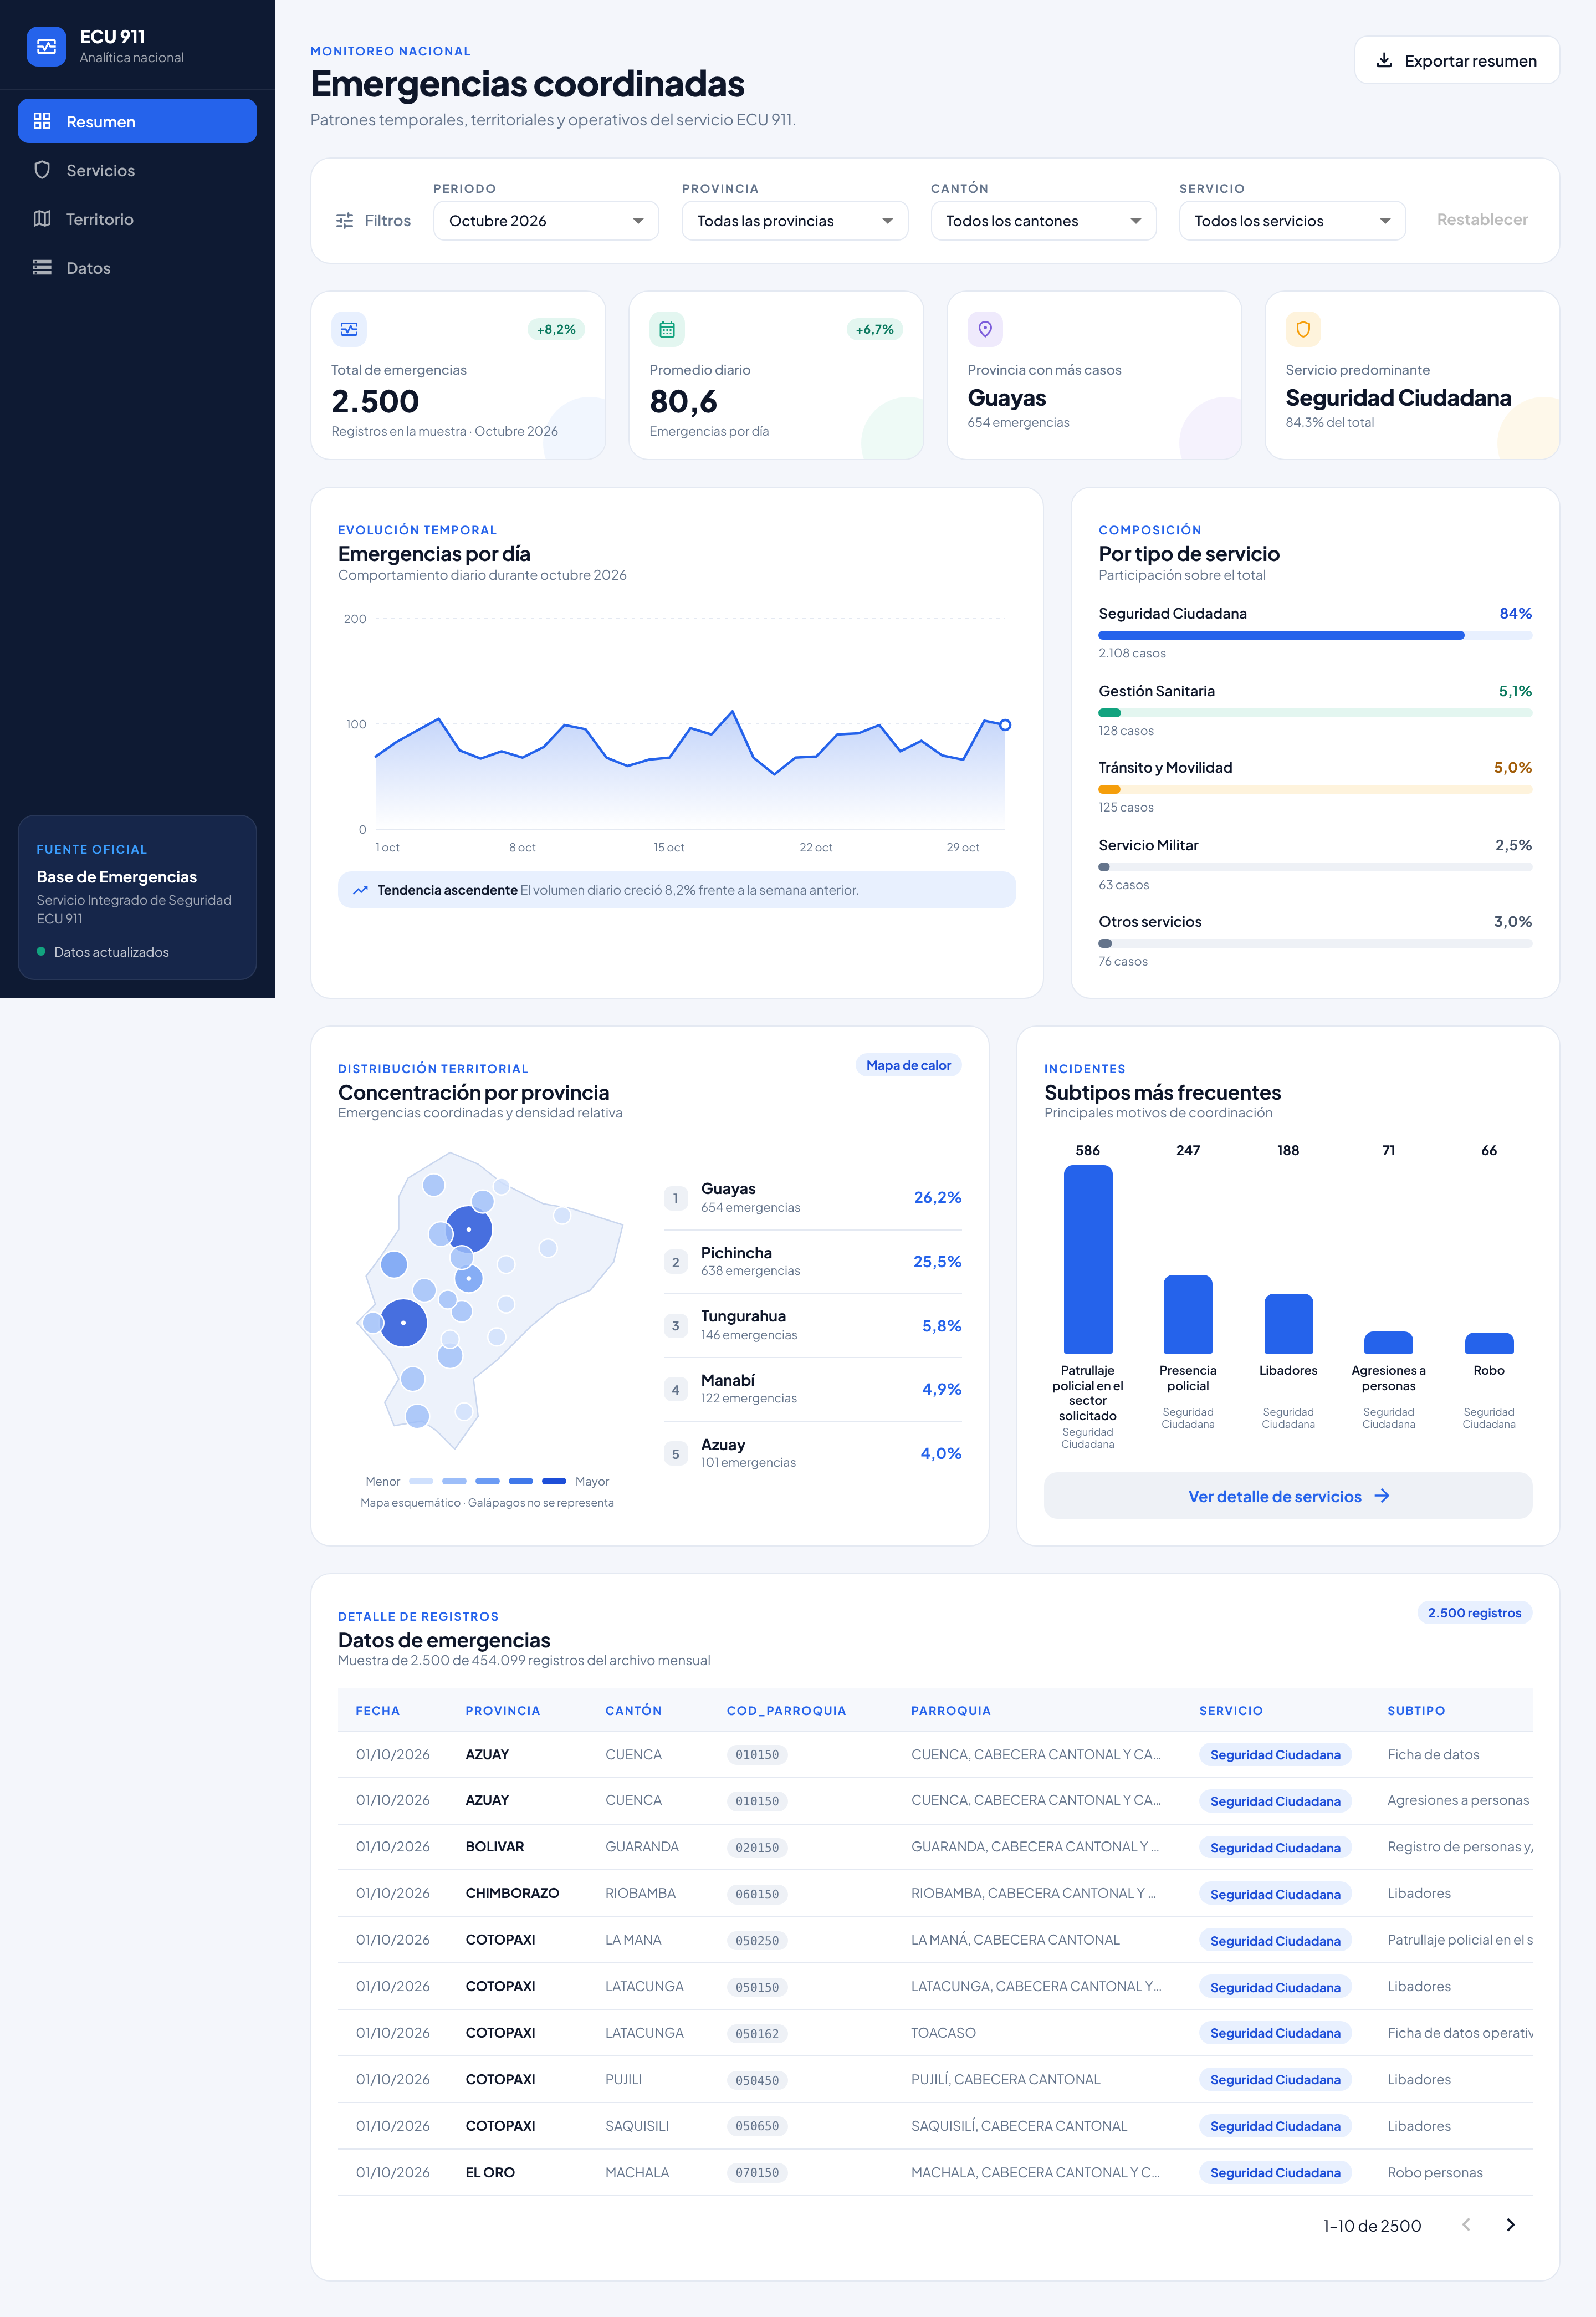 ECU 911
Analítica nacional
Resumen
Servicios
Territorio
Datos
FUENTE OFICIAL
Base de Emergencias
Servicio Integrado de Seguridad
ECU 911
Datos actualizados
MONITOREO NACIONAL
Emergencias coordinadas
Patrones temporales, territoriales y operativos del servicio ECU 911.
Exportar resumen
Filtros
PERIODO
Octubre 2026
PROVINCIA
Todas las provincias
CANTÓN
Todos los cantones
SERVICIO
Todos los servicios
Restablecer
+8,2%
Total de emergencias
2.500
Registros en la muestra · Octubre 2026
+6,7%
Promedio diario
80,6
Emergencias por día
Provincia con más casos
Guayas
654 emergencias
Servicio predominante
Seguridad Ciudadana
84,3% del total
EVOLUCIÓN TEMPORAL
Emergencias por día
Comportamiento diario durante octubre 2026
200
100
0
1 oct 8 oct 15 oct 22 oct 29 oct
Tendencia ascendente El volumen diario creció 8,2% frente a la semana anterior.
COMPOSICIÓN
Por tipo de servicio
Participación sobre el total
Seguridad Ciudadana 84%
2.108 casos
Gestión Sanitaria 5,1%
128 casos
Tránsito y Movilidad 5,0%
125 casos
Servicio Militar 2,5%
63 casos
Otros servicios 3,0%
76 casos
DISTRIBUCIÓN TERRITORIAL
Concentración por provincia
Emergencias coordinadas y densidad relativa
Mapa de calor
1 Guayas 26,2%
654 emergencias
2 Pichincha 25,5%
638 emergencias
3 Tungurahua 5,8%
146 emergencias
4 Manabí 4,9%
122 emergencias
5 Azuay 4,0%
101 emergencias
Menor Mayor
Mapa esquemático · Galápagos no se representa
INCIDENTES
Subtipos más frecuentes
Principales motivos de coordinación
586 247 188 71 66
Patrullaje
policial en el
sector
solicitado
Seguridad
Ciudadana
Presencia
policial
Seguridad
Ciudadana
Libadores
Seguridad
Ciudadana
Agresiones a
personas
Seguridad
Ciudadana
Robo
Seguridad
Ciudadana
Ver detalle de servicios
DETALLE DE REGISTROS
Datos de emergencias
Muestra de 2.500 de 454.099 registros del archivo mensual
2.500 registros
FECHA PROVINCIA CANTÓN COD_PARROQUIA PARROQUIA SERVICIO SUBTIPO
01/10/2026 AZUAY CUENCA 010150 CUENCA, CABECERA CANTONAL Y CA... Seguridad Ciudadana Ficha de datos
01/10/2026 AZUAY CUENCA 010150 CUENCA, CABECERA CANTONAL Y CA... Seguridad Ciudadana Agresiones a personas
01/10/2026 BOLIVAR GUARANDA 020150 GUARANDA, CABECERA CANTONAL Y ... Seguridad Ciudadana Registro de personas y/
01/10/2026 CHIMBORAZO RIOBAMBA 060150 RIOBAMBA, CABECERA CANTONAL Y ... Seguridad Ciudadana Libadores
01/10/2026 COTOPAXI LA MANA 050250 LA MANÁ, CABECERA CANTONAL Seguridad Ciudadana Patrullaje policial en el s
01/10/2026 COTOPAXI LATACUNGA 050150 LATACUNGA, CABECERA CANTONAL Y... Seguridad Ciudadana Libadores
01/10/2026 COTOPAXI LATACUNGA 050162 TOACASO Seguridad Ciudadana Ficha de datos operativ
01/10/2026 COTOPAXI PUJILI 050450 PUJILÍ, CABECERA CANTONAL Seguridad Ciudadana Libadores
01/10/2026 COTOPAXI SAQUISILI 050650 SAQUISILÍ, CABECERA CANTONAL Seguridad Ciudadana Libadores
01/10/2026 EL ORO MACHALA 070150 MACHALA, CABECERA CANTONAL Y C... Seguridad Ciudadana Robo personas
1–10 de 2500